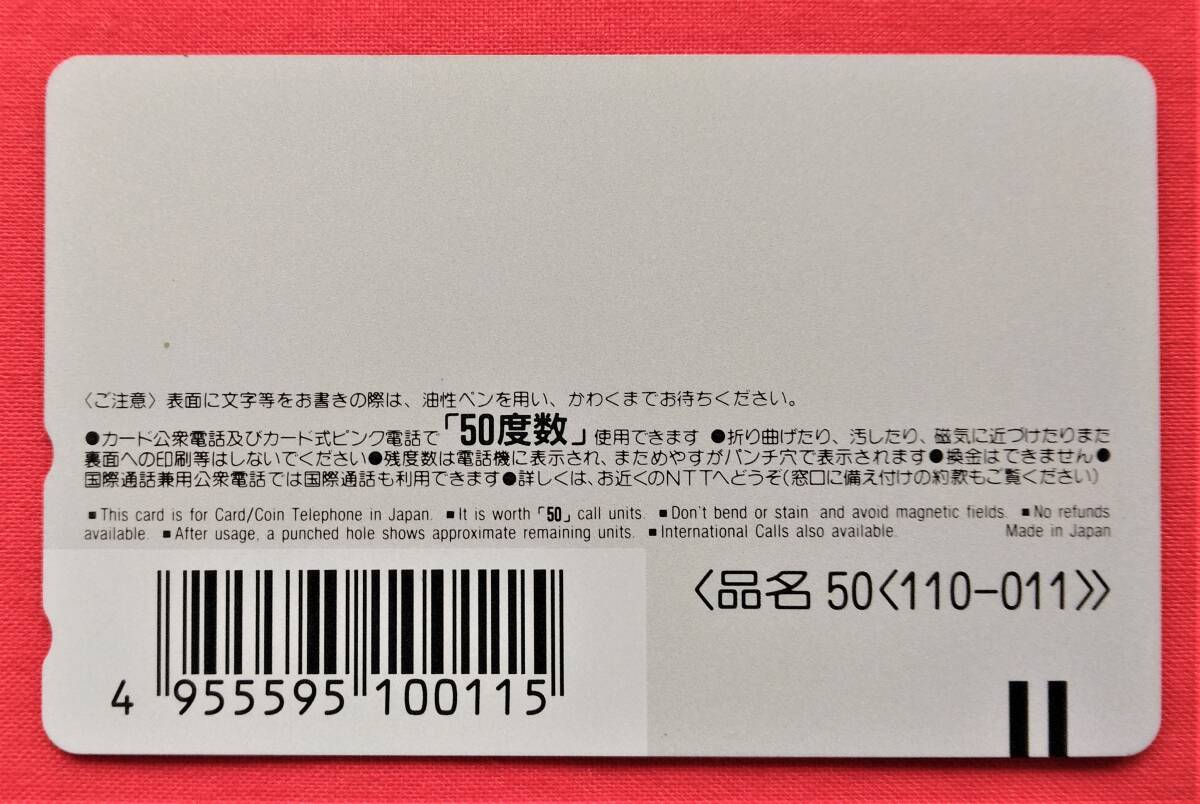 〈ご注意〉表面に文字等をお書きの際は、油性ペンを用い、かわくまでお待ちください。
●カード公衆電話及びカード式ピンク電話で「50度数」使用できます ●折り曲げたり、汚したり、磁気に近づけたりまた
裏面への印刷等はしないでください●残度数は電話機に表示され、まためやすがパンチ穴で表示されます●換金はできません●
国際通話兼用公衆電話では国際通話も利用できます●詳しくは、お近くのNTTへどうぞ(窓口に備え付けの約款もご覧ください)
■This card is for Card/Coin Telephone in Japan. ■It is worth「50」call units. ■Don't bend or stain and avoid magnetic fields. ■No refunds
available. ■After usage, a punched hole shows approximate remaining units. ■International Calls also available. Made in Japan
〈品名 50〈110-011〉〉
4 955595 100115